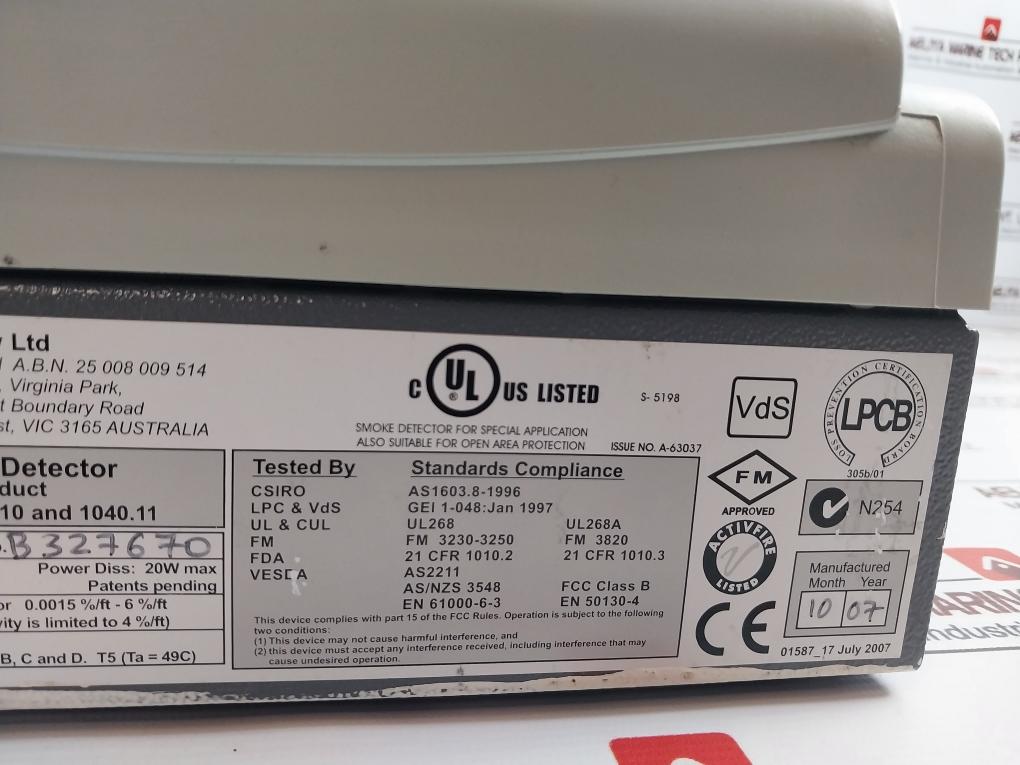 AELIYA MARINE TECH
y Ltd
A.B.N. 25 008 009 514
, Virginia Park,
t Boundary Road
st, VIC 3165 AUSTRALIA
Detector
duct
10 and 1040.11
B327670
Power Diss: 20W max
Patents pending
or 0.0015 %/ft - 6 %/ft
vity is limited to 4 %/ft)
B, C and D. T5 (Ta = 49C)
C UL ® US LISTED
S- 5198
SMOKE DETECTOR FOR SPECIAL APPLICATION
ALSO SUITABLE FOR OPEN AREA PROTECTION
ISSUE NO. A-63037
Tested By Standards Compliance
CSIRO AS1603.8-1996
LPC & VdS GEI 1-048:Jan 1997
UL & CUL UL268 UL268A
FM FM 3230-3250 FM 3820
FDA 21 CFR 1010.2 21 CFR 1010.3
VESDA AS2211
AS/NZS 3548 FCC Class B
EN 61000-6-3 EN 50130-4
This device complies with part 15 of the FCC Rules. Operation is subject to the following
two conditions:
(1) This device may not cause harmful interference, and
(2) this device must accept any interference received, including interference that may
cause undesired operation.
VdS
LOSS PREVENTION CERTIFICATION BOARD
LPCB
305b/01
FM
APPROVED
N254
ACTIVFIRE
LISTED
Manufactured
Month Year
10 07
CE
01587_17 July 2007
MARINE
Industri